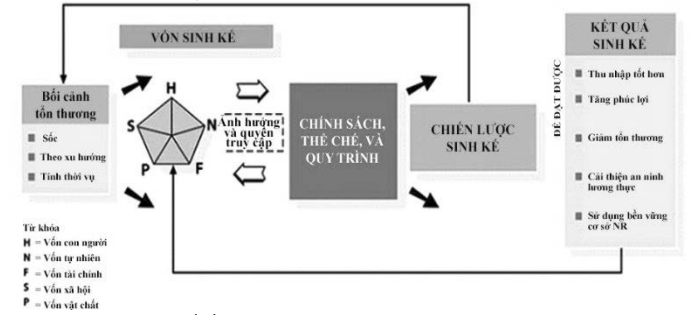 VỐN SINH KẾ
Bối cảnh
tổn thương
Sốc
Theo xu hướng
Tính thời vụ
H
S
N
P
F
Ảnh hưởng
và quyền
truy cập
CHÍNH SÁCH,
THỂ CHẾ, VÀ
QUY TRÌNH
CHIẾN LƯỢC
SINH KẾ
ĐỂ ĐẠT ĐƯỢC
KẾT QUẢ
SINH KẾ
Thu nhập tốt hơn
Tăng phúc lợi
Giảm tổn thương
Cải thiện an ninh
lương thực
Sử dụng bền vững
cơ sở NR
Từ khóa
H = Vốn con người
N = Vốn tự nhiên
F = Vốn tài chính
S = Vốn xã hội
P = Vốn vật chất